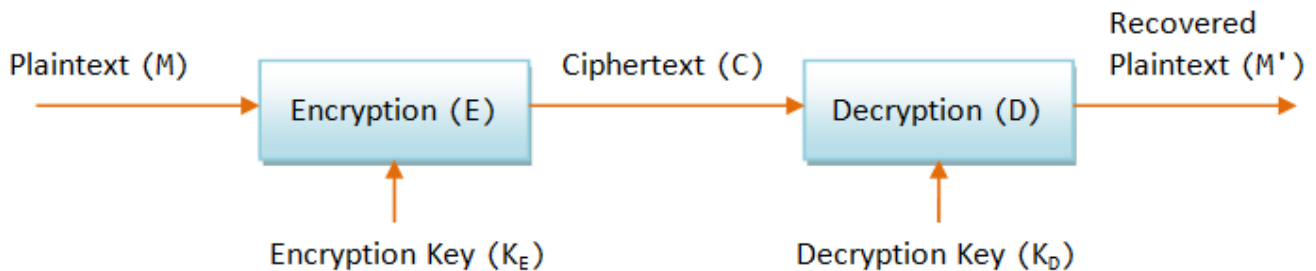 Plaintext (M)
Encryption (E)
Ciphertext (C)
Decryption (D)
Recovered
Plaintext (M')
Encryption Key (KE)
Decryption Key (KD)